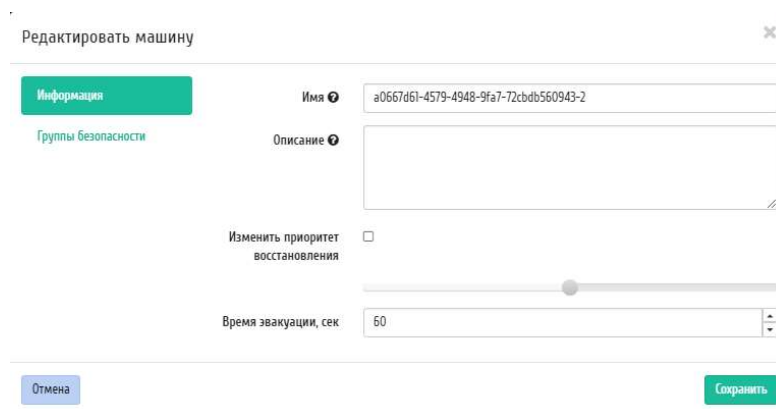 Редактировать машину
Информация
Группы безопасности
Имя
a0667d61-4579-4948-9fa7-72cbdb560943-2
Описание
Изменить приоритет
восстановления
Время эвакуации, сек
60
Отмена
Сохранить